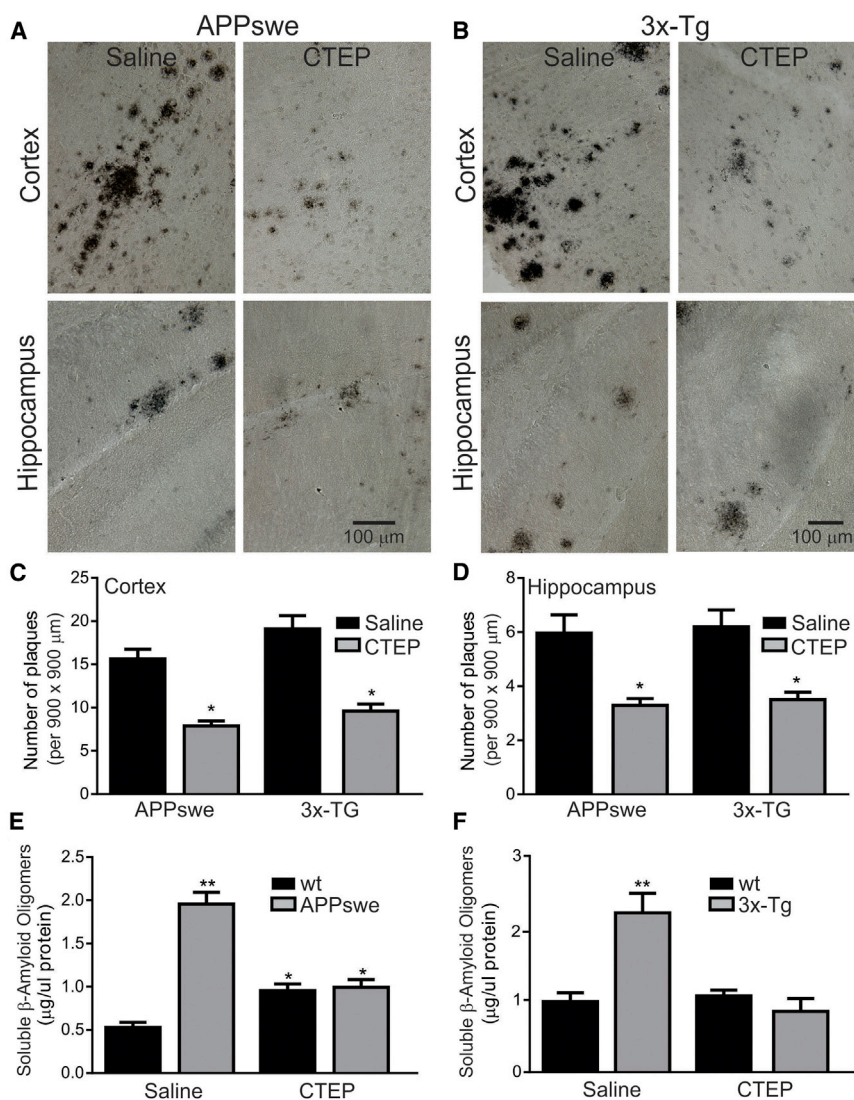 A
APPswe
Saline
CTEP
Cortex
Hippocampus
100 μm
B
3x-Tg
Saline
CTEP
Cortex
Hippocampus
100 μm
C
Cortex
Number of plaques
(per 900 x 900 μm)
25
20
15
10
5
0
Saline
CTEP
*
*
APPswe
3x-TG
D
Hippocampus
Number of plaques
(per 900 x 900 μm)
8
6
4
2
0
Saline
CTEP
*
*
APPswe
3x-TG
E
Soluble β-Amyloid Oligomers
(μg/ul protein)
2.5
2.0
1.5
1.0
0.5
0.0
wt
APPswe
**
*
*
Saline
CTEP
F
Soluble β-Amyloid Oligomers
(μg/ul protein)
3
2
1
0
wt
3x-Tg
**
Saline
CTEP